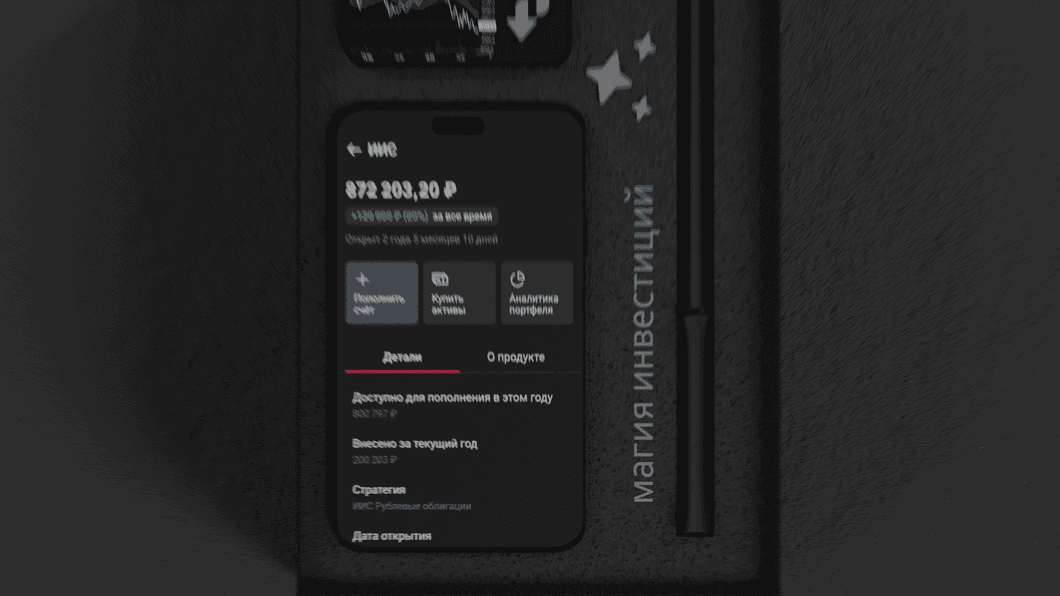 ИИС
872 203,20 ₽
+120 000 ₽ (20%) за все время
Открыт 2 года 8 месяцев 10 дней
Пополнить счёт
Купить активы
Аналитика портфеля
Детали
О продукте
Доступно для пополнения в этом году
800 797 ₽
Внесено за текущий год
200 203 ₽
Стратегия
ИИС Рублевые облигации
Дата открытия
магия инвестиций